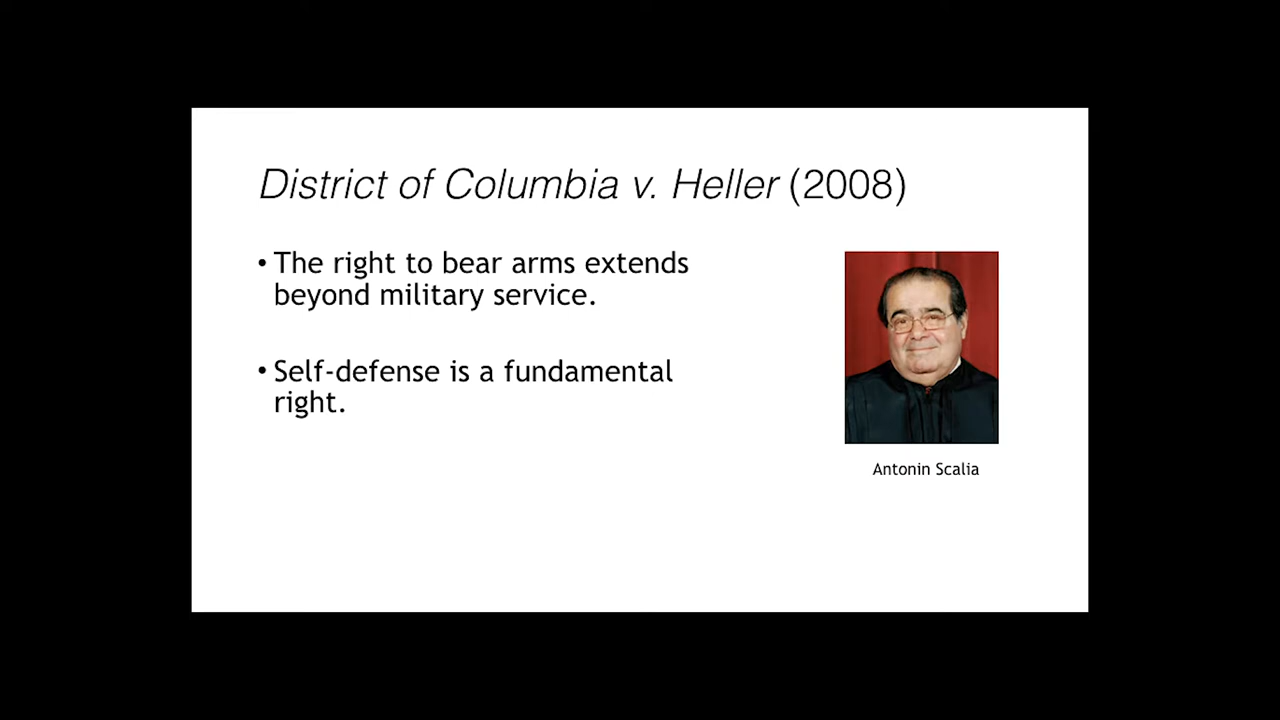 District of Columbia v. Heller (2008)
• The right to bear arms extends
beyond military service.
• Self-defense is a fundamental
right.
Antonin Scalia